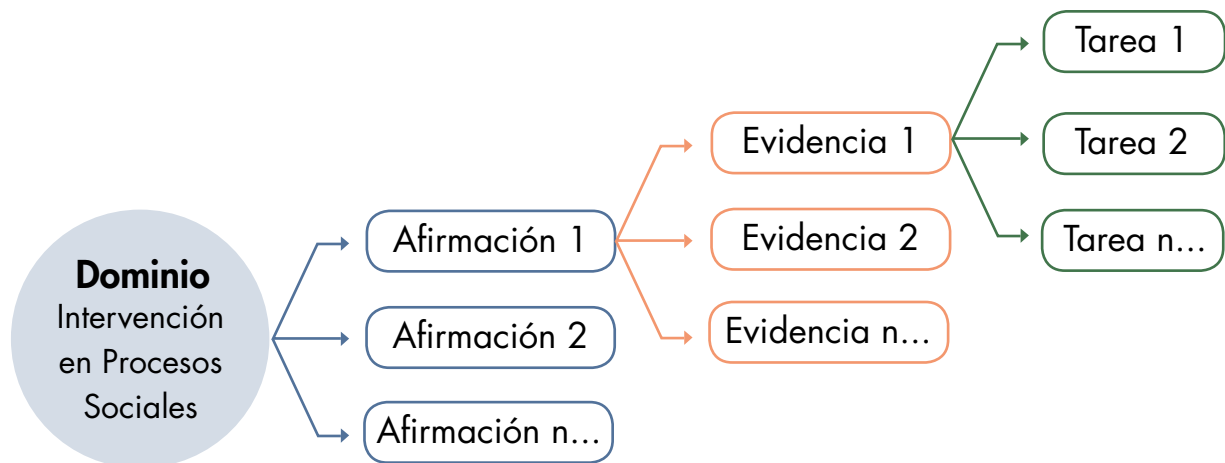 Dominio
Intervención
en Procesos
Sociales
Afirmación 1
Afirmación 2
Afirmación n...
Evidencia 1
Evidencia 2
Evidencia n...
Tarea 1
Tarea 2
Tarea n...